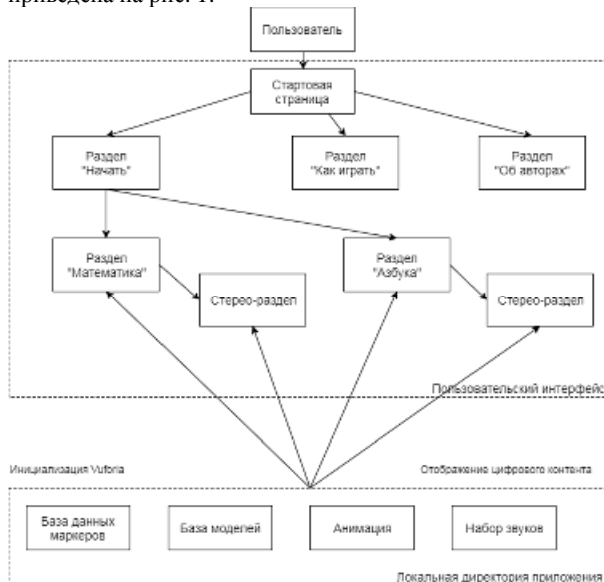 приведена на рис. 1.
Пользователь
Стартовая
страница
Раздел
"Начать"
Раздел
"Как играть"
Раздел
"Об авторах"
Раздел
"Математика"
Раздел
"Азбука"
Стерео-раздел
Стерео-раздел
Пользовательский интерфейс
Инициализация Vuforia
Отображение цифрового контента
База данных
маркеров
База моделей
Анимация
Набор звуков
Локальная директория приложения